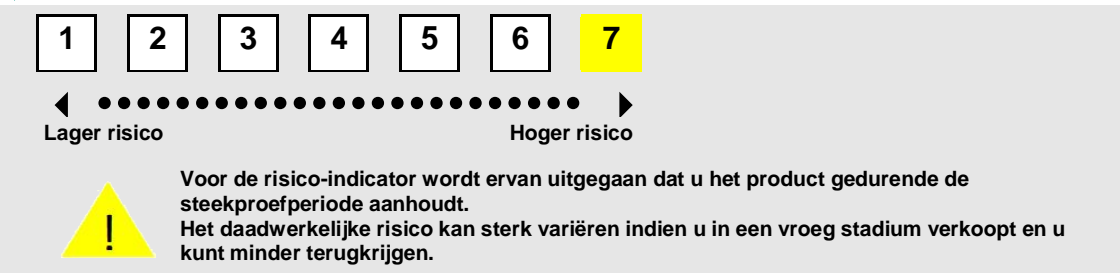 1 2 3 4 5 6 7
Lager risico Hoger risico
!
Voor de risico-indicator wordt ervan uitgegaan dat u het product gedurende de
steekproefperiode aanhoudt.
Het daadwerkelijke risico kan sterk variëren indien u in een vroeg stadium verkoopt en u
kunt minder terugkrijgen.